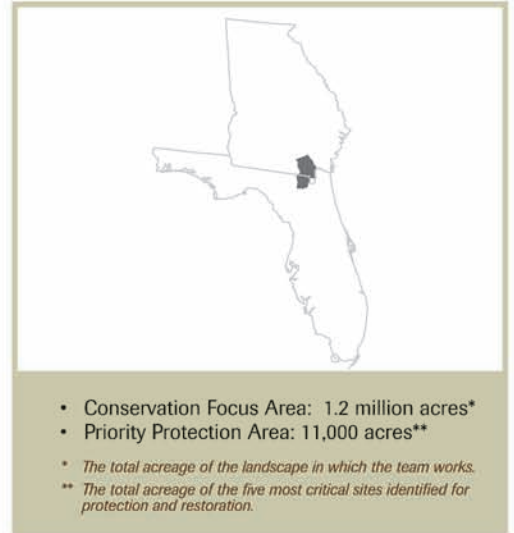 • Conservation Focus Area: 1.2 million acres*
• Priority Protection Area: 11,000 acres**
* The total acreage of the landscape in which the team works.
** The total acreage of the five most critical sites identified for
protection and restoration.